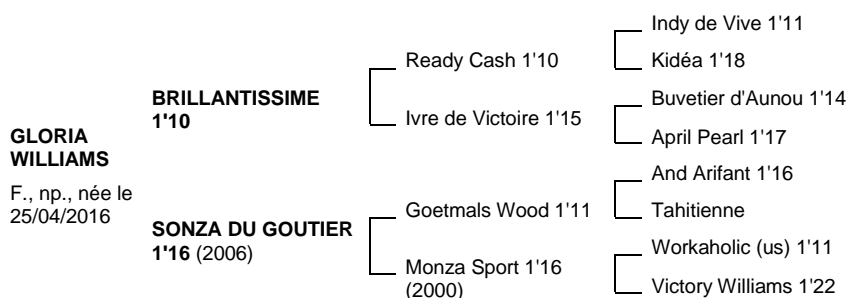 GLORIA
WILLIAMS
F., np., née le
25/04/2016
BRILLANTISSIME
1'10
SONZA DU GOUTIER
1'16 (2006)
Ready Cash 1'10
Ivre de Victoire 1'15
Goetmals Wood 1'11
Monza Sport 1'16
(2000)
Indy de Vive 1'11
Kidéa 1'18
Buvetier d'Aunou 1'14
April Pearl 1'17
And Arifant 1'16
Tahitienne
Workaholic (us) 1'11
Victory Williams 1'22